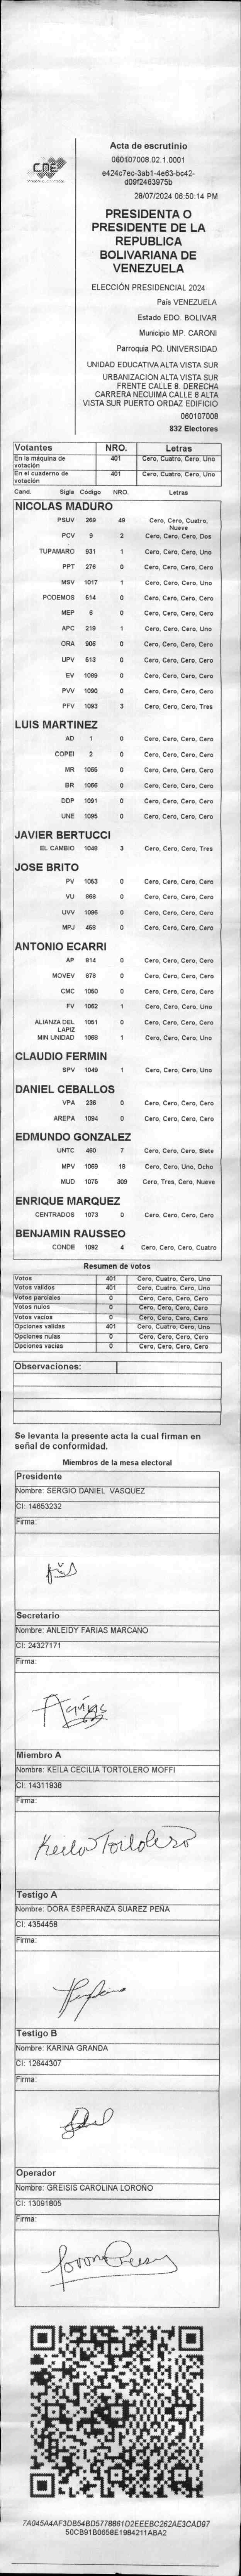 CNE
Acta de escrutinio
060107008.02.1.0001
e424c7ec-3ab1-4e63-bc42-
d09f2463975b
28/07/2024 06:50:14 PM
PRESIDENTA O
PRESIDENTE DE LA
REPUBLICA
BOLIVARIANA DE
VENEZUELA
ELECCIÓN PRESIDENCIAL 2024
País VENEZUELA
Estado EDO. BOLIVAR
Municipio MP. CARONI
Parroquia PQ. UNIVERSIDAD
UNIDAD EDUCATIVA ALTA VISTA SUR
URBANIZACION ALTA VISTA SUR
FRENTE CALLE 8. DERECHA
CARRERA NECUIMA CALLE 8 ALTA
VISTA SUR PUERTO ORDAZ EDIFICIO
060107008
832 Electores
Votantes NRO. Letras
En la máquina de votación 401 Cero, Cuatro, Cero, Uno
En el cuaderno de votación 401 Cero, Cuatro, Cero, Uno
Cand. Sigla Código NRO. Letras
NICOLAS MADURO
PSUV 269 49 Cero, Cero, Cuatro, Nueve
PCV 9 2 Cero, Cero, Cero, Dos
TUPAMARO 931 1 Cero, Cero, Cero, Uno
PPT 276 0 Cero, Cero, Cero, Cero
MSV 1017 1 Cero, Cero, Cero, Uno
PODEMOS 514 0 Cero, Cero, Cero, Cero
MEP 6 0 Cero, Cero, Cero, Cero
APC 219 1 Cero, Cero, Cero, Uno
ORA 906 0 Cero, Cero, Cero, Cero
UPV 513 0 Cero, Cero, Cero, Cero
EV 1089 0 Cero, Cero, Cero, Cero
PVV 1090 0 Cero, Cero, Cero, Cero
PFV 1093 3 Cero, Cero, Cero, Tres
LUIS MARTINEZ
AD 1 0 Cero, Cero, Cero, Cero
COPEI 2 0 Cero, Cero, Cero, Cero
MR 1065 0 Cero, Cero, Cero, Cero
BR 1066 0 Cero, Cero, Cero, Cero
DDP 1091 0 Cero, Cero, Cero, Cero
UNE 1095 0 Cero, Cero, Cero, Cero
JAVIER BERTUCCI
EL CAMBIO 1048 3 Cero, Cero, Cero, Tres
JOSE BRITO
PV 1053 0 Cero, Cero, Cero, Cero
VU 968 0 Cero, Cero, Cero, Cero
UVV 1096 0 Cero, Cero, Cero, Cero
MPJ 458 0 Cero, Cero, Cero, Cero
ANTONIO ECARRI
AP 914 0 Cero, Cero, Cero, Cero
MOVEV 878 0 Cero, Cero, Cero, Cero
CMC 1050 0 Cero, Cero, Cero, Cero
FV 1062 1 Cero, Cero, Cero, Uno
ALIANZA DEL LAPIZ 1051 0 Cero, Cero, Cero, Cero
MIN UNIDAD 1068 1 Cero, Cero, Cero, Uno
CLAUDIO FERMIN
SPV 1049 1 Cero, Cero, Cero, Uno
DANIEL CEBALLOS
VPA 236 0 Cero, Cero, Cero, Cero
AREPA 1094 0 Cero, Cero, Cero, Cero
EDMUNDO GONZALEZ
UNTC 460 7 Cero, Cero, Cero, Siete
MPV 1069 18 Cero, Cero, Uno, Ocho
MUD 1075 309 Cero, Tres, Cero, Nueve
ENRIQUE MARQUEZ
CENTRADOS 1073 0 Cero, Cero, Cero, Cero
BENJAMIN RAUSSEO
CONDE 1092 4 Cero, Cero, Cero, Cuatro
Resumen de votos
Votos 401 Cero, Cuatro, Cero, Uno
Votos validos 401 Cero, Cuatro, Cero, Uno
Votos parciales 0 Cero, Cero, Cero, Cero
Votos nulos 0 Cero, Cero, Cero, Cero
Votos vacios 0 Cero, Cero, Cero, Cero
Opciones validas 401 Cero, Cuatro, Cero, Uno
Opciones nulas 0 Cero, Cero, Cero, Cero
Opciones vacias 0 Cero, Cero, Cero, Cero
Observaciones:
Se levanta la presente acta la cual firman en
señal de conformidad.
Miembros de la mesa electoral
Presidente
Nombre: SERGIO DANIEL VASQUEZ
CI: 14653232
Firma:
Secretario
Nombre: ANLEIDY FARIAS MARCANO
CI: 24327171
Firma:
Miembro A
Nombre: KEILA CECILIA TORTOLERO MOFFI
CI: 14311938
Firma:
Keila Tortolero
Testigo A
Nombre: DORA ESPERANZA SUAREZ PEÑA
CI: 4354458
Firma:
Testigo B
Nombre: KARINA GRANDA
CI: 12644307
Firma:
Operador
Nombre: GREISIS CAROLINA LOROÑO
CI: 13091805
Firma:
7A045A4AF3DB54BD5778861D2EEEBC262AE3CAD97
50CB91B0658E1984211ABA2